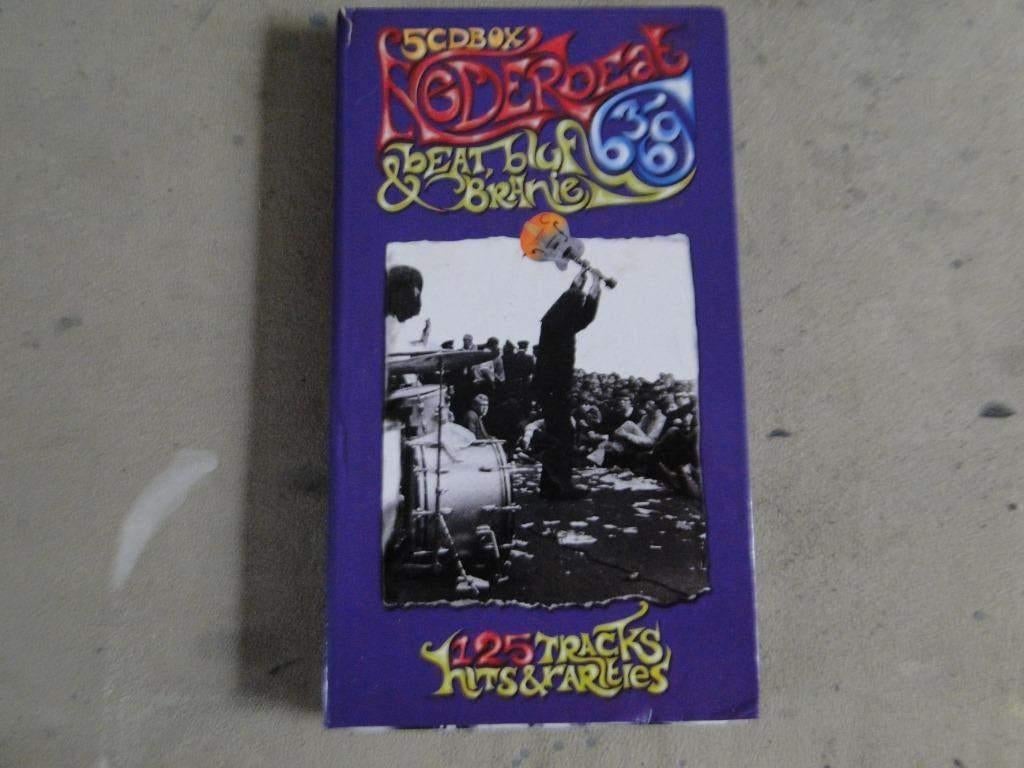 5CDBOX
NEDERbeat
63-69
beat, bluf
& BRAnie
125 TRACKS
hiTS & rARiTies